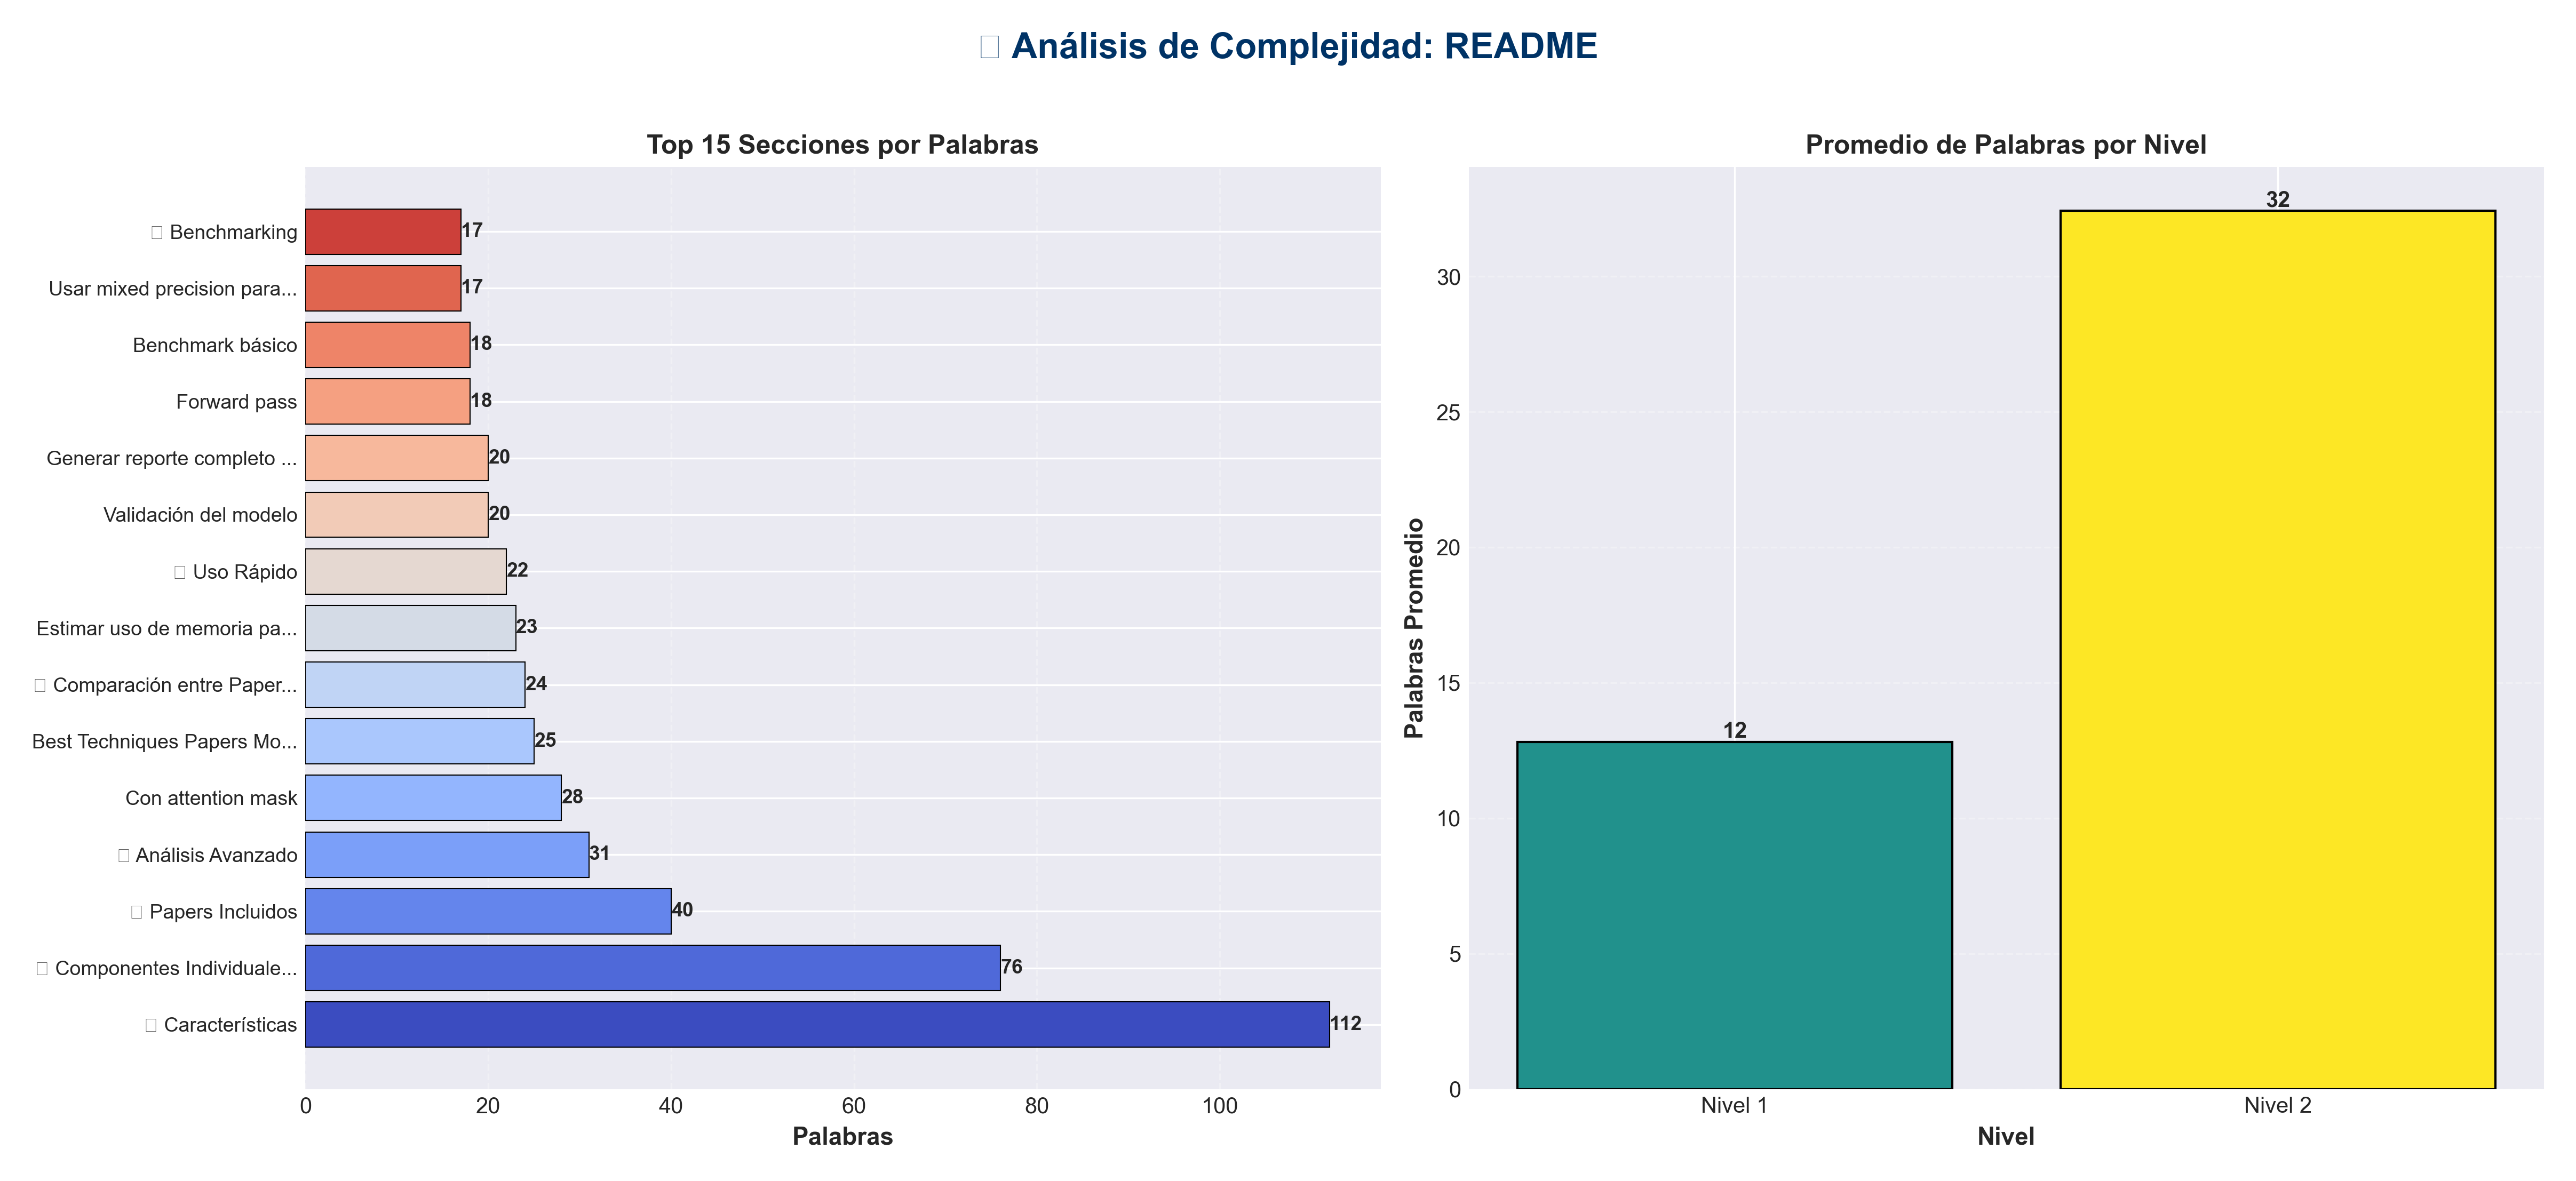 Análisis de Complejidad: README
Top 15 Secciones por Palabras
Benchmarking
17
Usar mixed precision para...
17
Benchmark básico
18
Forward pass
18
Generar reporte completo ...
20
Validación del modelo
20
Uso Rápido
22
Estimar uso de memoria pa...
23
Comparación entre Paper...
24
Best Techniques Papers Mo...
25
Con attention mask
28
Análisis Avanzado
31
Papers Incluidos
40
Componentes Individuale...
76
Características
112
0 20 40 60 80 100
Palabras
Promedio de Palabras por Nivel
Palabras Promedio
30
25
20
15
10
5
0
12
32
Nivel 1 Nivel 2
Nivel